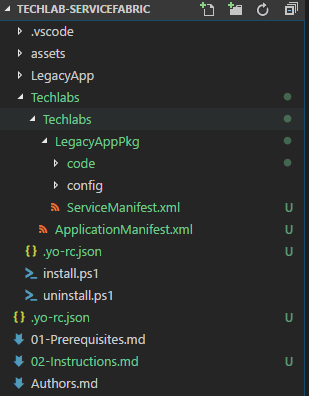 TECHLAB-SERVICEFABRIC
.vscode
assets
LegacyApp
Techlabs
Techlabs
LegacyAppPkg
code
config
ServiceManifest.xml U
ApplicationManifest.xml U
{} .yo-rc.json U
install.ps1
uninstall.ps1 U
{} .yo-rc.json U
01-Prerequisites.md
02-Instructions.md U
Authors.md